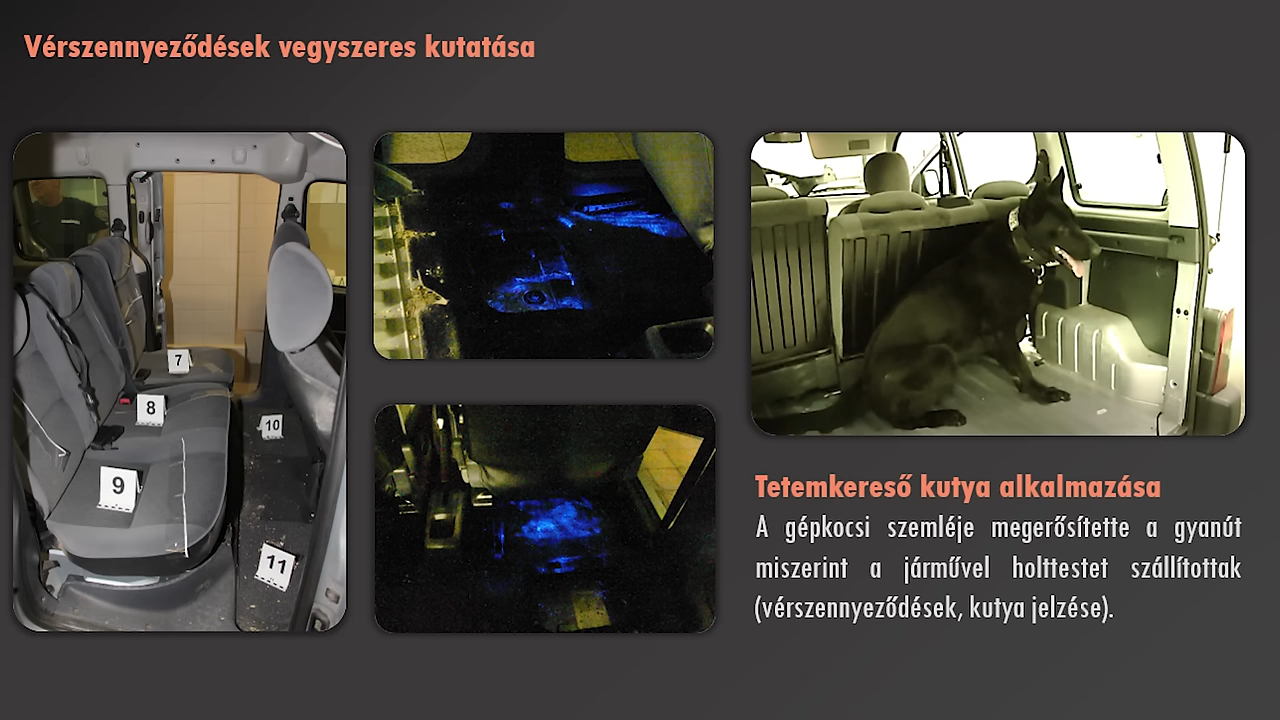 Vérszennyeződések vegyszeres kutatása
7
8
9
10
11
Tetemkereső kutya alkalmazása
A gépkocsi szemléje megerősítette a gyanút
miszerint a járművel holttestet szállítottak
(vérszennyeződések, kutya jelzése).